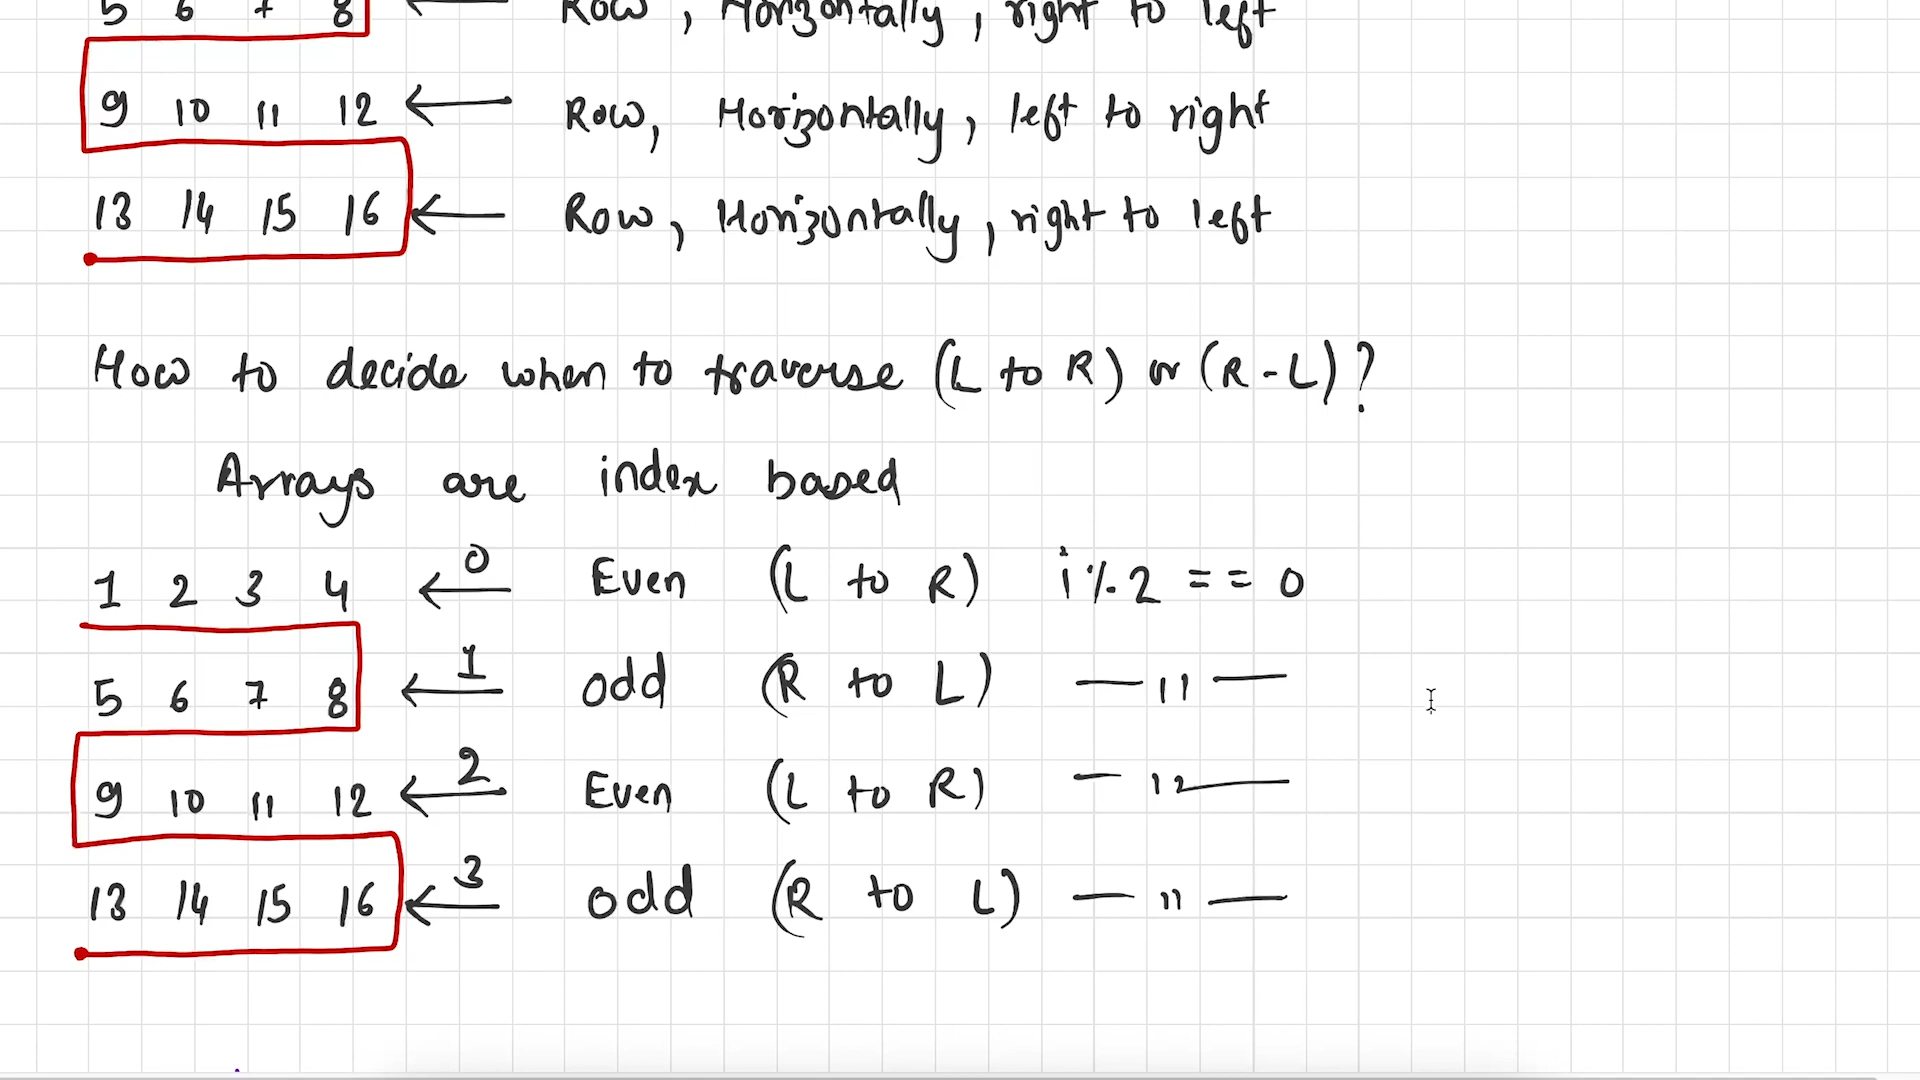 5 6 7 8 ← Row, Horizontally, right to left
9 10 11 12 ← Row, Horizontally, left to right
13 14 15 16 ← Row, Horizontally, right to left
How to decide when to traverse (L to R) or (R-L)?
Arrays are index based
1 2 3 4 ← 0 Even (L to R) i%2 == 0
5 6 7 8 ← 1 odd (R to L) — 11 —
9 10 11 12 ← 2 Even (L to R) — 12 —
13 14 15 16 ← 3 odd (R to L) — 11 —